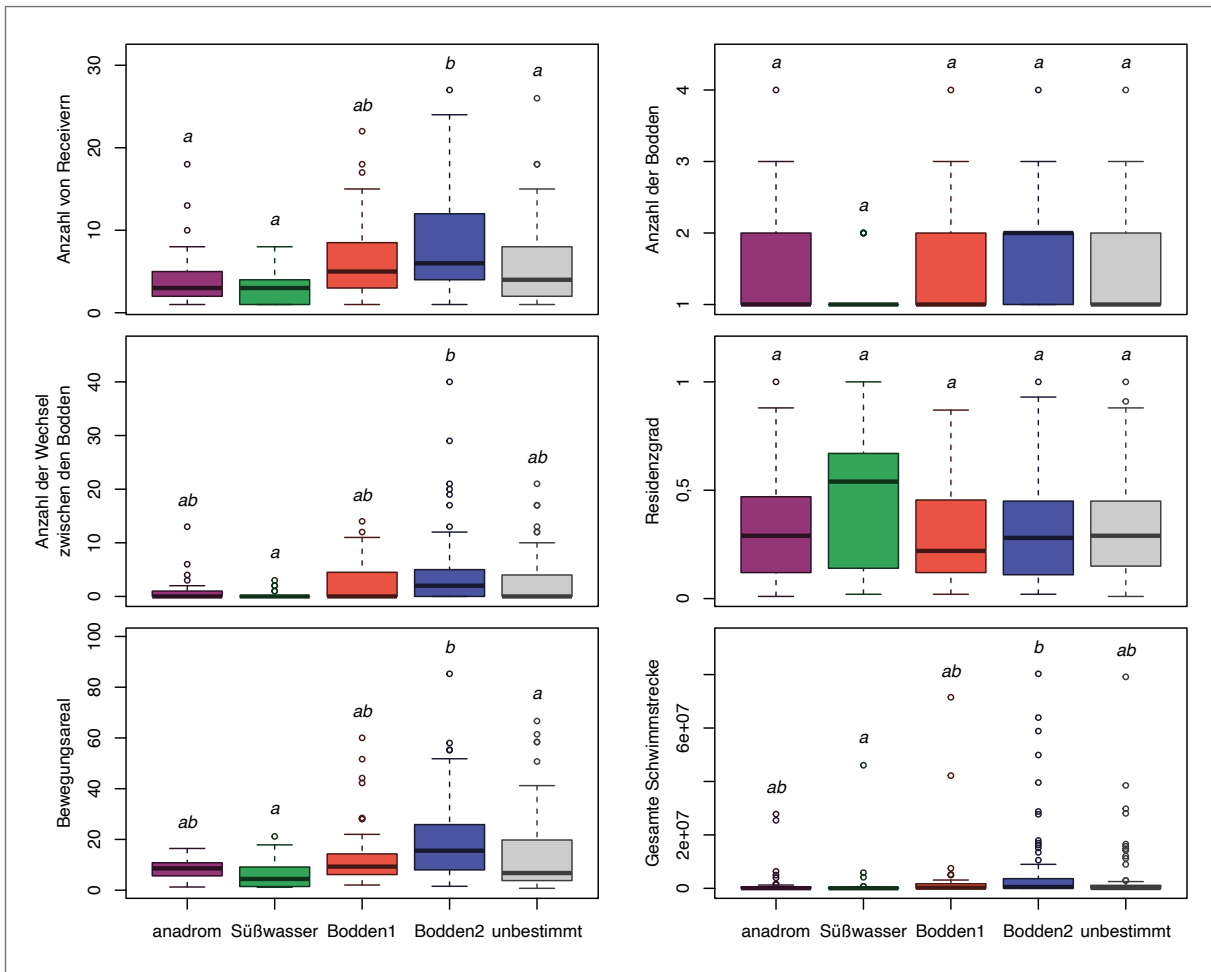 Anzahl von Receivern
30
20
10
0
a
a
ab
b
a
Anzahl der Bodden
4
3
2
1
a
a
a
a
a
Anzahl der Wechsel
zwischen den Bodden
40
30
20
10
0
ab
a
ab
b
ab
Residenzgrad
1
0,5
0
a
a
a
a
a
Bewegungsareal
100
80
60
40
20
0
ab
a
ab
b
a
Gesamte Schwimmstrecke
6e+07
2e+07
0
ab
a
ab
b
ab
anadrom Süßwasser Bodden1 Bodden2 unbestimmt
anadrom Süßwasser Bodden1 Bodden2 unbestimmt